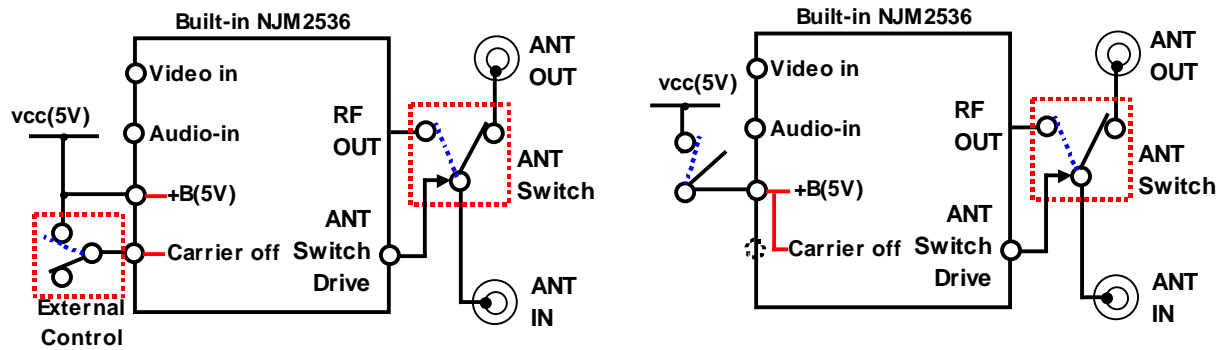 Built-in NJM2536
Video in
vcc(5V)
Audio-in
+B(5V)
Carrier off
External
Control
RF
OUT
ANT
Switch
Drive
ANT
OUT
ANT
Switch
ANT
IN
Built-in NJM2536
Video in
vcc(5V)
Audio-in
+B(5V)
Carrier off
RF
OUT
ANT
Switch
Drive
ANT
OUT
ANT
Switch
ANT
IN